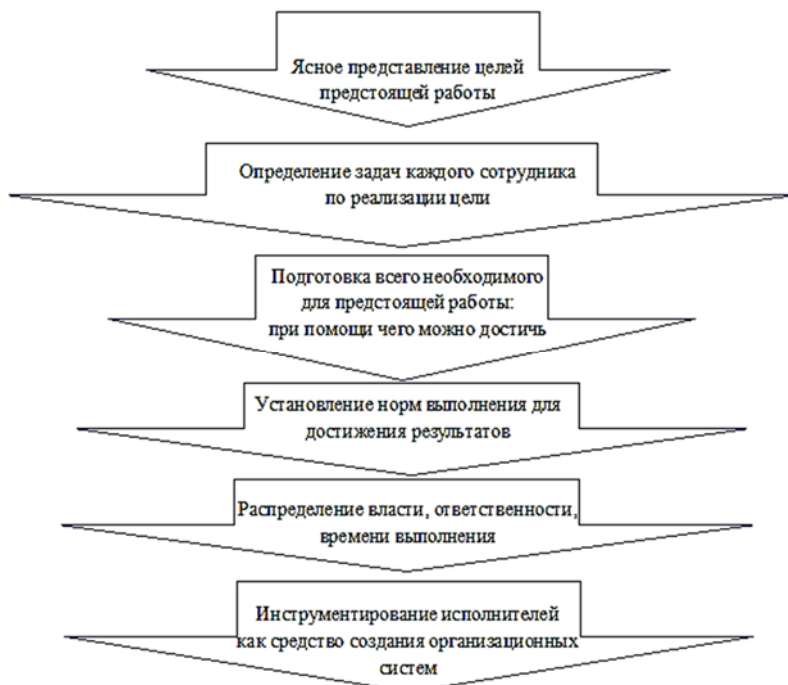 Ясное представление целей
предстоящей работы
Определение задач каждого сотрудника
по реализации цели
Подготовка всего необходимого
для предстоящей работы:
при помощи чего можно достичь
Установление норм выполнения для
достижения результатов
Распределение власти, ответственности,
времени выполнения
Инструментирование исполнителей
как средство создания организационных
систем